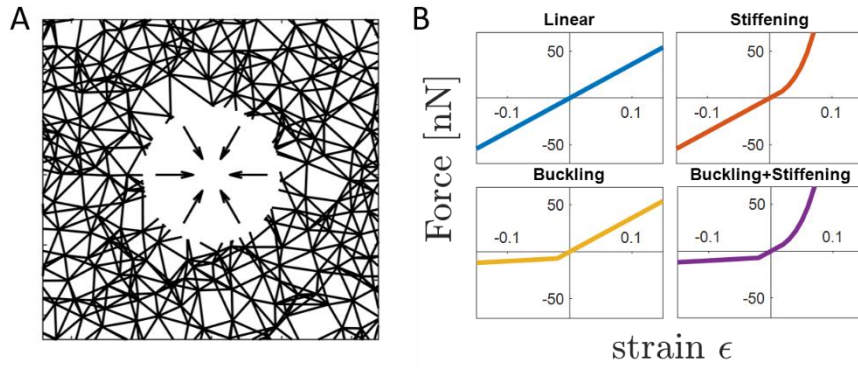 A
B
Linear
Stiffening
50
-0.1
0.1
-50
50
-0.1
0.1
-50
Buckling
Buckling+Stiffening
50
-0.1
0.1
-50
50
-0.1
0.1
-50
Force [nN]
strain ϵ